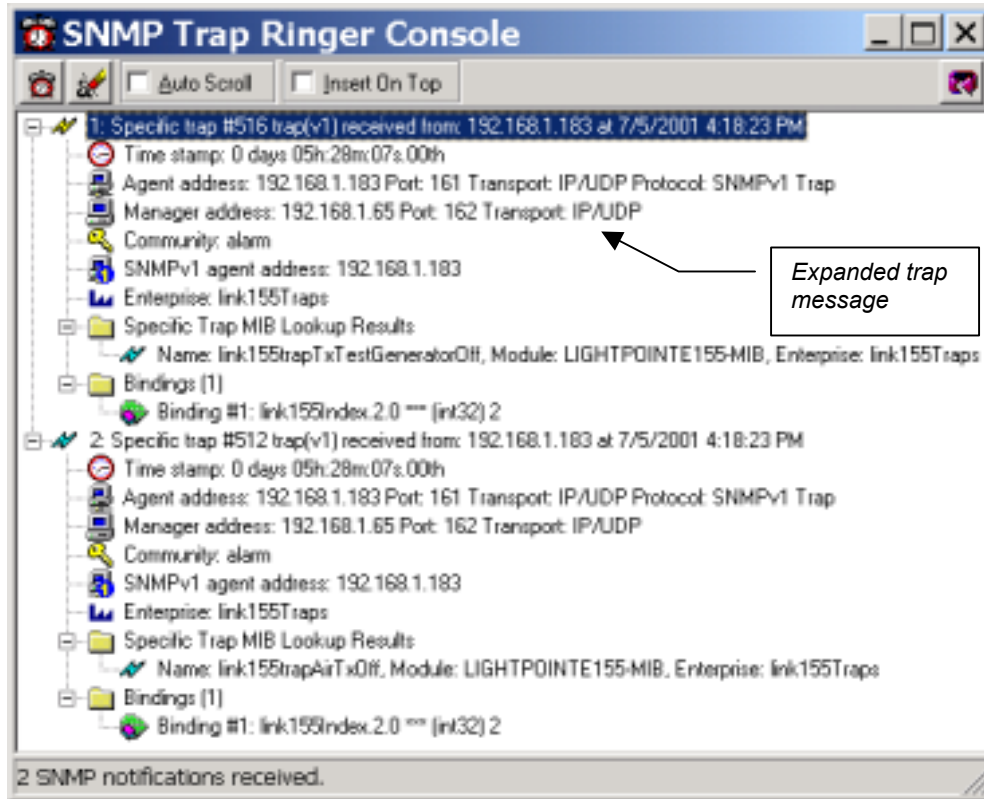 SNMP Trap Ringer Console
Auto Scroll
Insert On Top
1: Specific trap #516 trap(v1) received from: 192.168.1.183 at 7/5/2001 4:18:23 PM
Time stamp: 0 days 05h:28m:07s.00th
Agent address: 192.168.1.183 Port: 161 Transport: IP/UDP Protocol: SNMPv1 Trap
Manager address: 192.168.1.65 Port: 162 Transport: IP/UDP
Community: alarm
SNMPv1 agent address: 192.168.1.183
Enterprise: link155Traps
Expanded trap
message
Specific Trap MIB Lookup Results
Name: link155trapTxTestGeneratorOff, Module: LIGHTPOINTE155-MIB, Enterprise: link155Traps
Bindings (1)
Binding #1: link155Index.2.0 *** (int32) 2
2: Specific trap #512 trap(v1) received from: 192.168.1.183 at 7/5/2001 4:18:23 PM
Time stamp: 0 days 05h:28m:07s.00th
Agent address: 192.168.1.183 Port: 161 Transport: IP/UDP Protocol: SNMPv1 Trap
Manager address: 192.168.1.65 Port: 162 Transport: IP/UDP
Community: alarm
SNMPv1 agent address: 192.168.1.183
Enterprise: link155Traps
Specific Trap MIB Lookup Results
Name: link155trapAirTxOff, Module: LIGHTPOINTE155-MIB, Enterprise: link155Traps
Bindings (1)
Binding #1: link155Index.2.0 *** (int32) 2
2 SNMP notifications received.